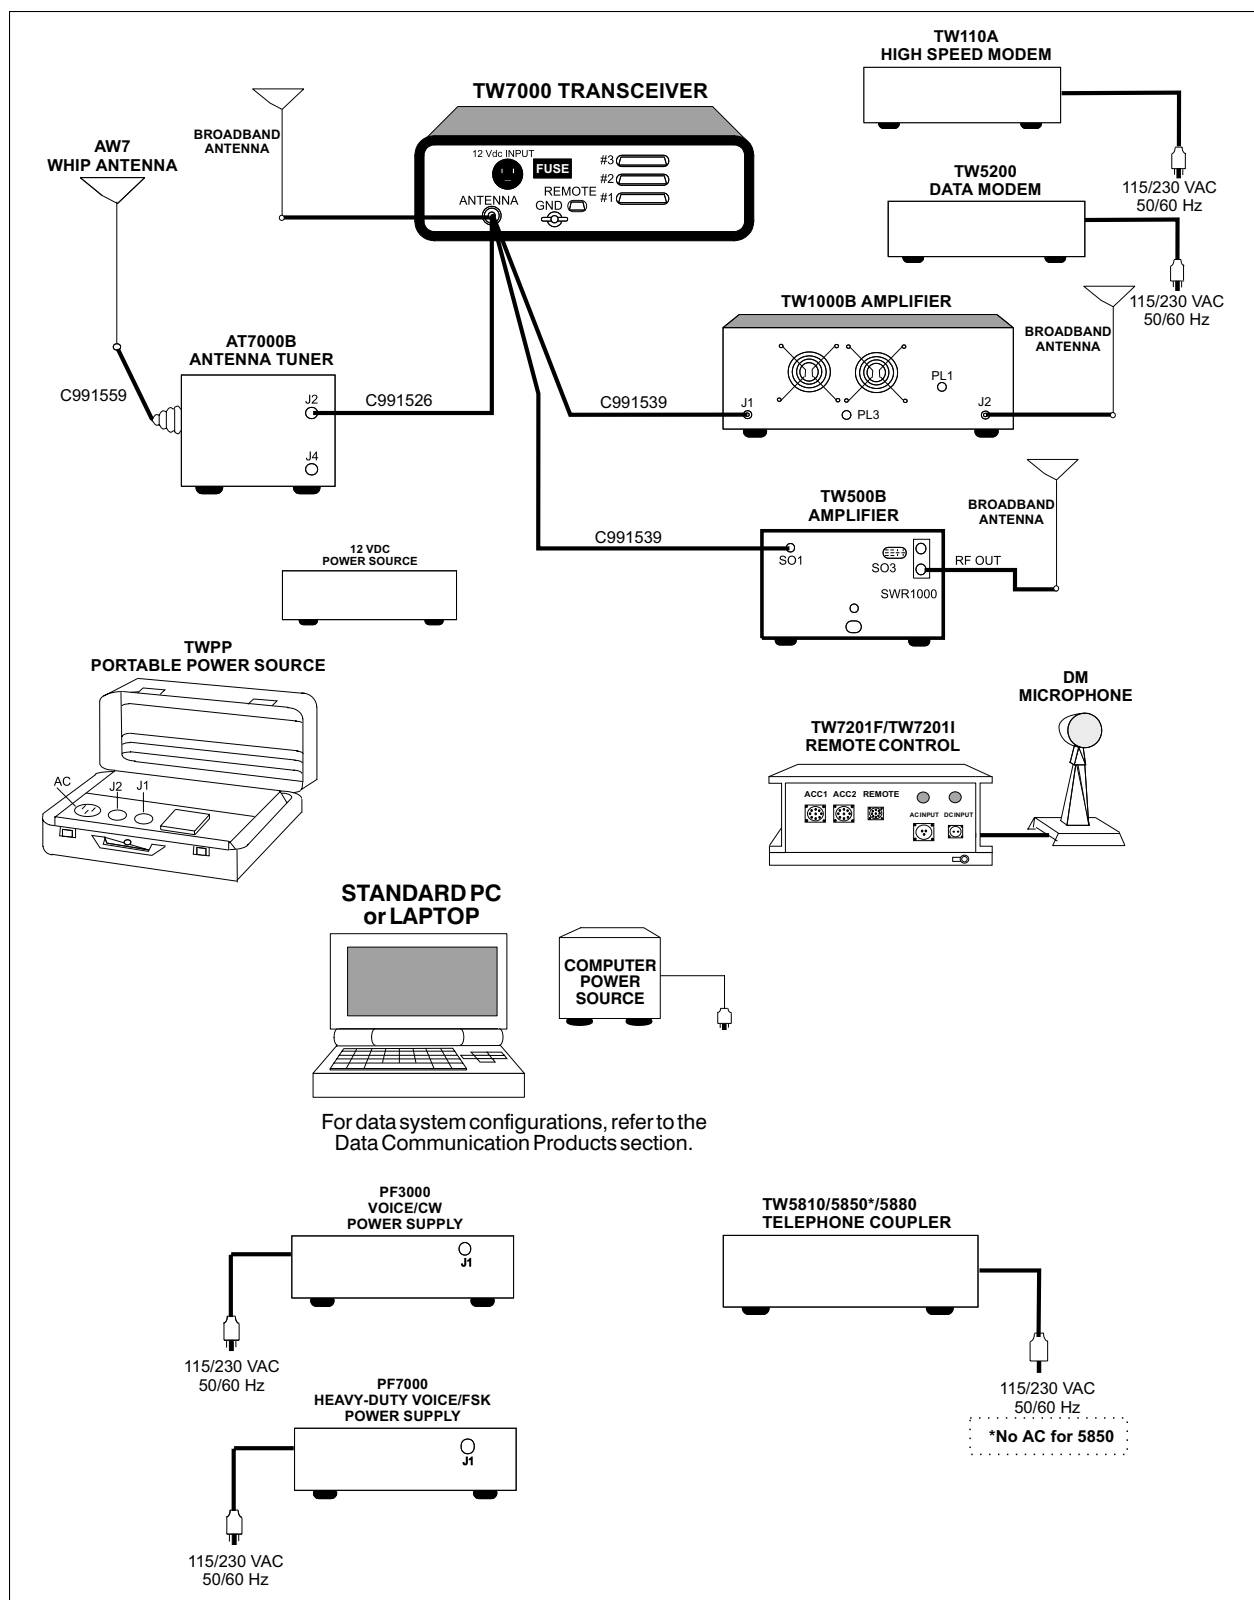 TW110A
HIGH SPEED MODEM
TW7000 TRANSCEIVER
BROADBAND
ANTENNA
AW7
WHIP ANTENNA
12 Vdc INPUT
FUSE
#3
#2
#1
REMOTE
ANTENNA
GND
115/230 VAC
50/60 Hz
TW5200
DATA MODEM
115/230 VAC
50/60 Hz
TW1000B AMPLIFIER
BROADBAND
ANTENNA
PL1
J1
PL3
J2
AT7000B
ANTENNA TUNER
C991559
J2
J4
C991526
C991539
TW500B
AMPLIFIER
BROADBAND
ANTENNA
C991539
SO1
SO3
RF OUT
SWR1000
12 VDC
POWER SOURCE
TWPP
PORTABLE POWER SOURCE
AC
J2
J1
DM
MICROPHONE
TW7201F/TW7201I
REMOTE CONTROL
ACC1 ACC2 REMOTE
AC INPUT DC INPUT
STANDARD PC
or LAPTOP
COMPUTER
POWER
SOURCE
For data system configurations, refer to the
Data Communication Products section.
PF3000
VOICE/CW
POWER SUPPLY
J1
115/230 VAC
50/60 Hz
TW5810/5850*/5880
TELEPHONE COUPLER
115/230 VAC
50/60 Hz
*No AC for 5850
PF7000
HEAVY-DUTY VOICE/FSK
POWER SUPPLY
J1
115/230 VAC
50/60 Hz